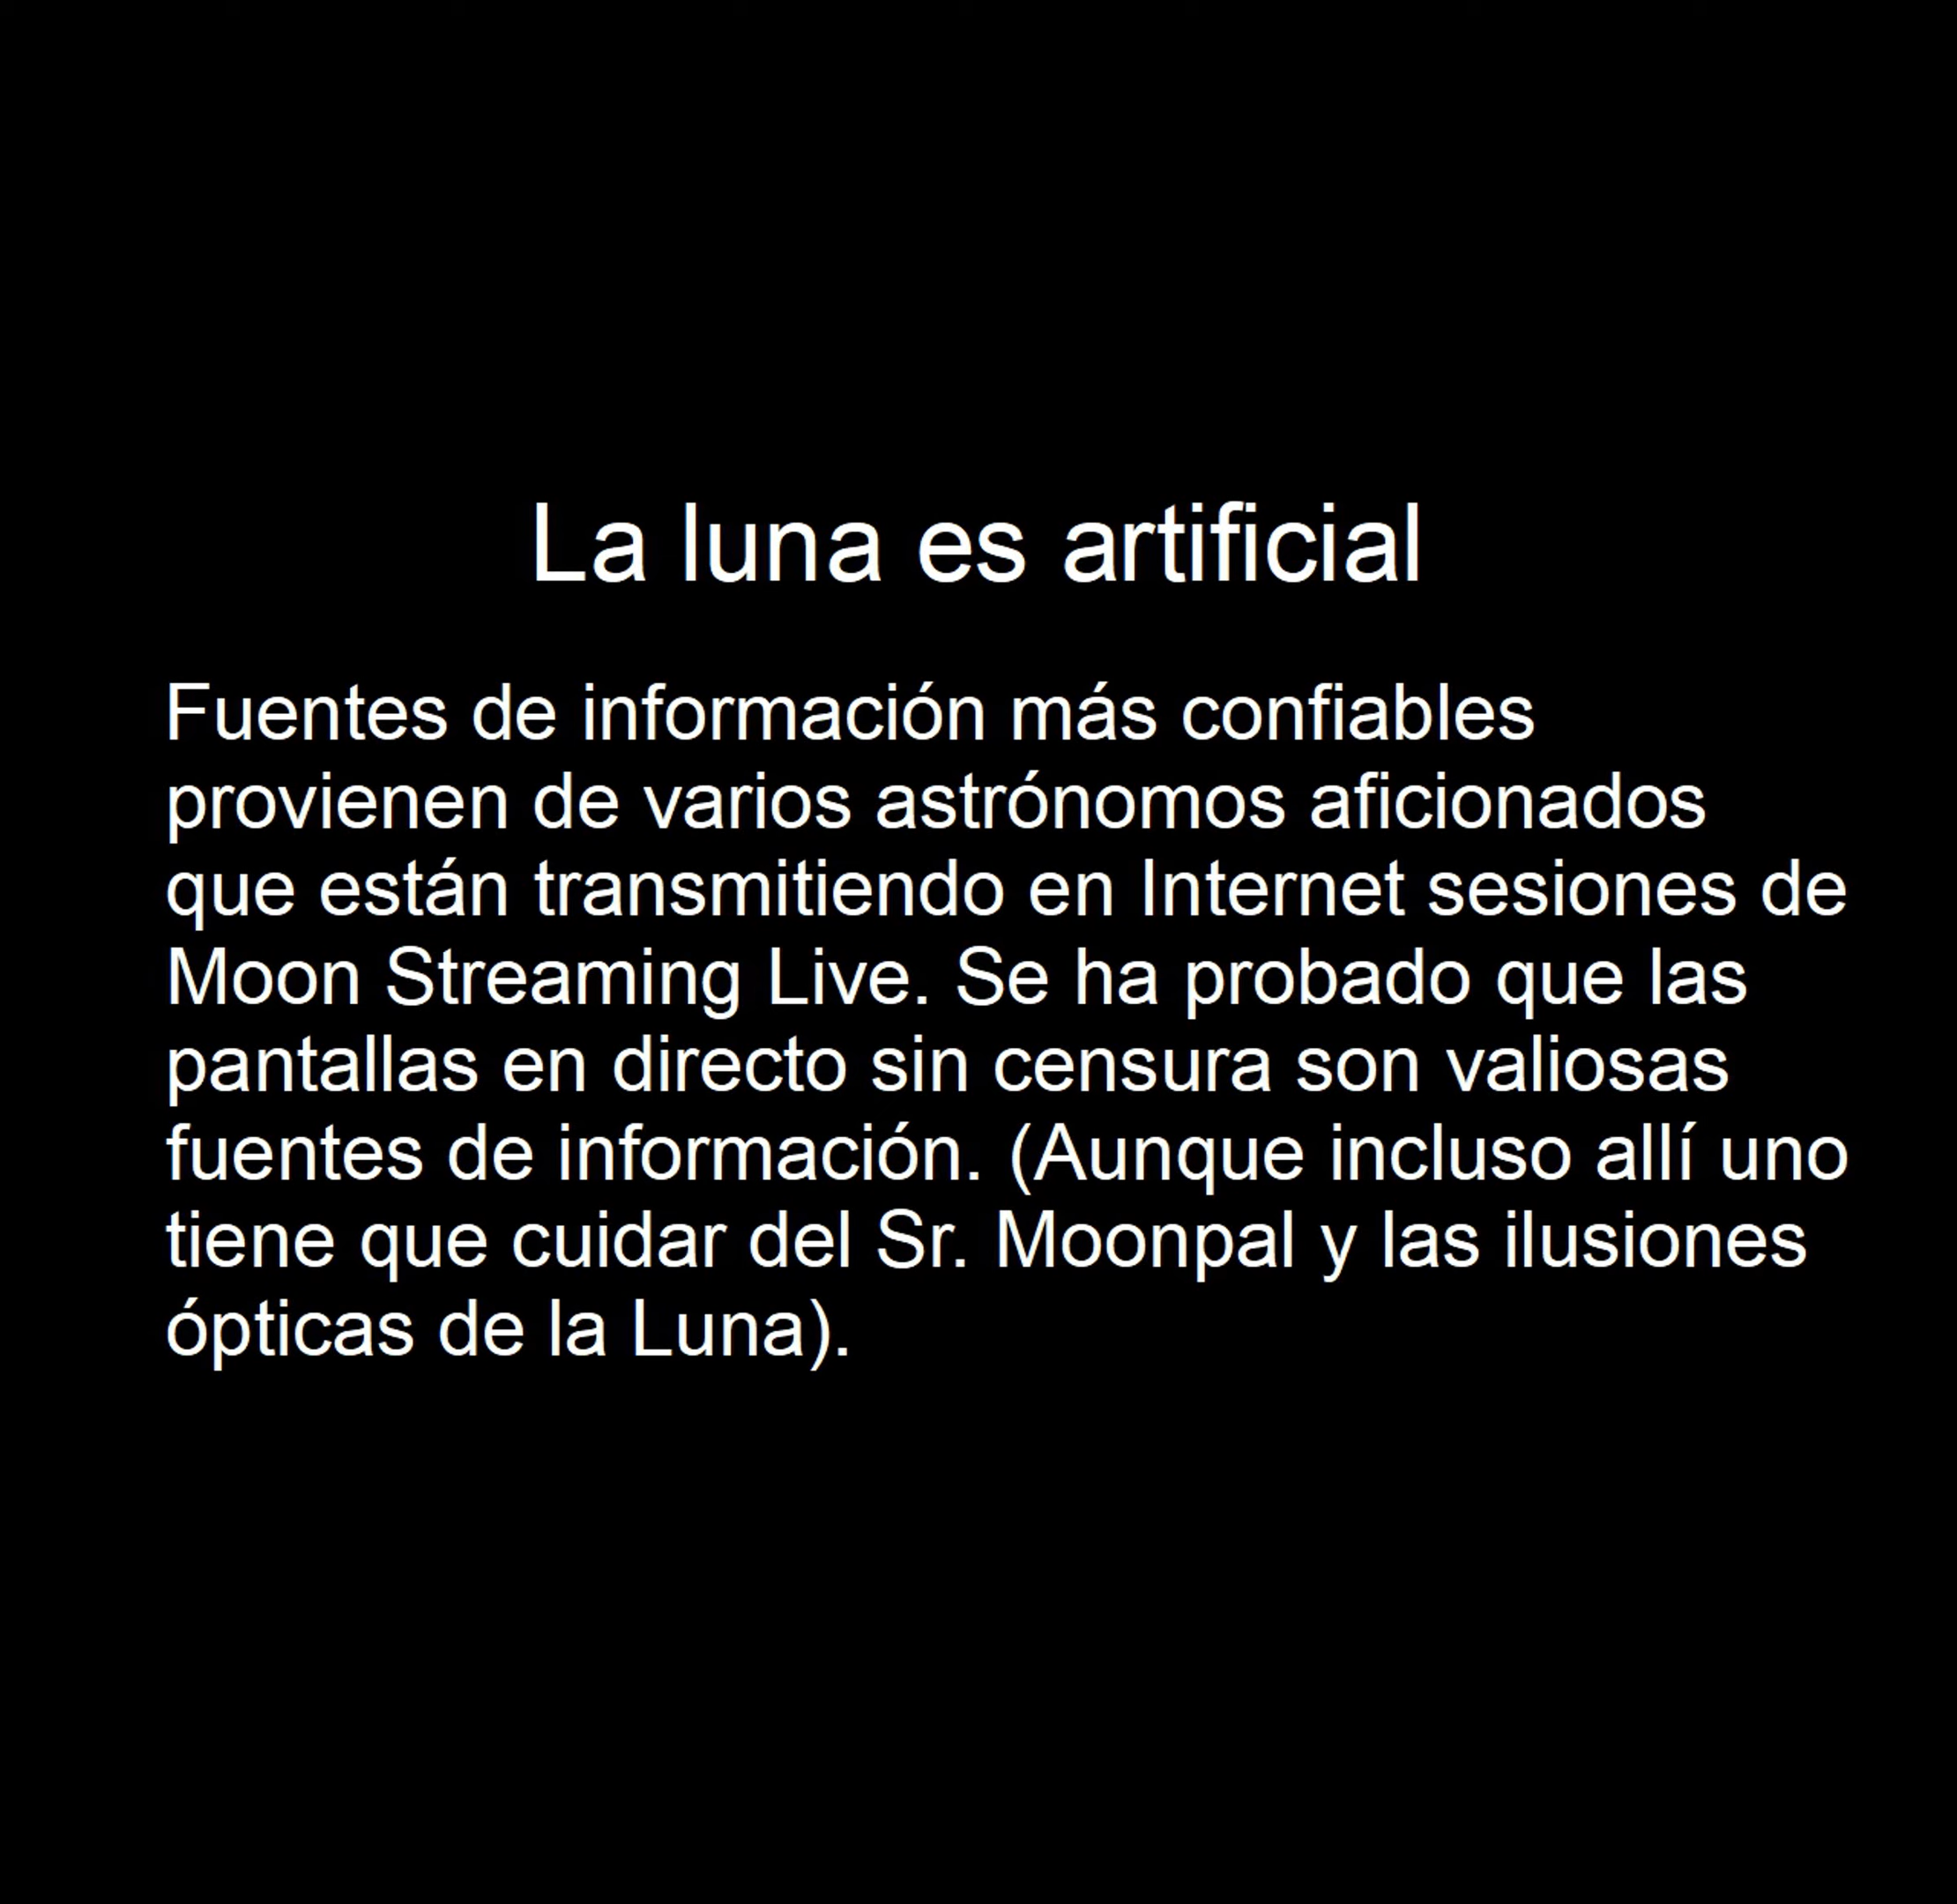 La luna es artificial
Fuentes de información más confiables
provienen de varios astrónomos aficionados
que están transmitiendo en Internet sesiones de
Moon Streaming Live. Se ha probado que las
pantallas en directo sin censura son valiosas
fuentes de información. (Aunque incluso allí uno
tiene que cuidar del Sr. Moonpal y las ilusiones
ópticas de la Luna).